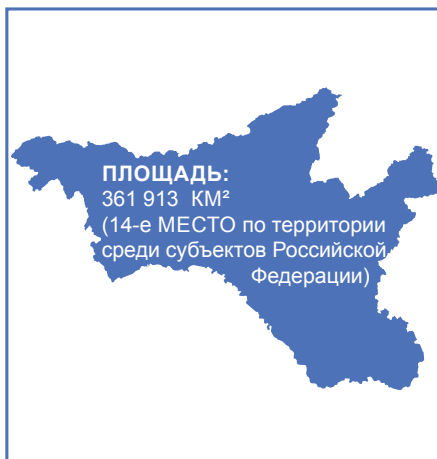 ПЛОЩАДЬ:
361 913 КМ²
(14-е МЕСТО по территории
среди субъектов Российской
Федерации)